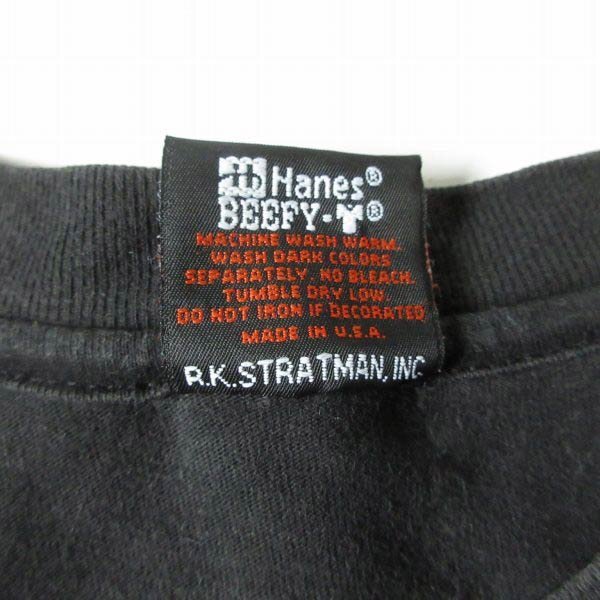 Hanes®
BEEFY-T®
MACHINE WASH WARM.
WASH DARK COLORS
SEPARATELY. NO BLEACH.
TUMBLE DRY LOW.
DO NOT IRON IF DECORATED.
MADE IN U.S.A.
R.K.STRATMAN, INC.